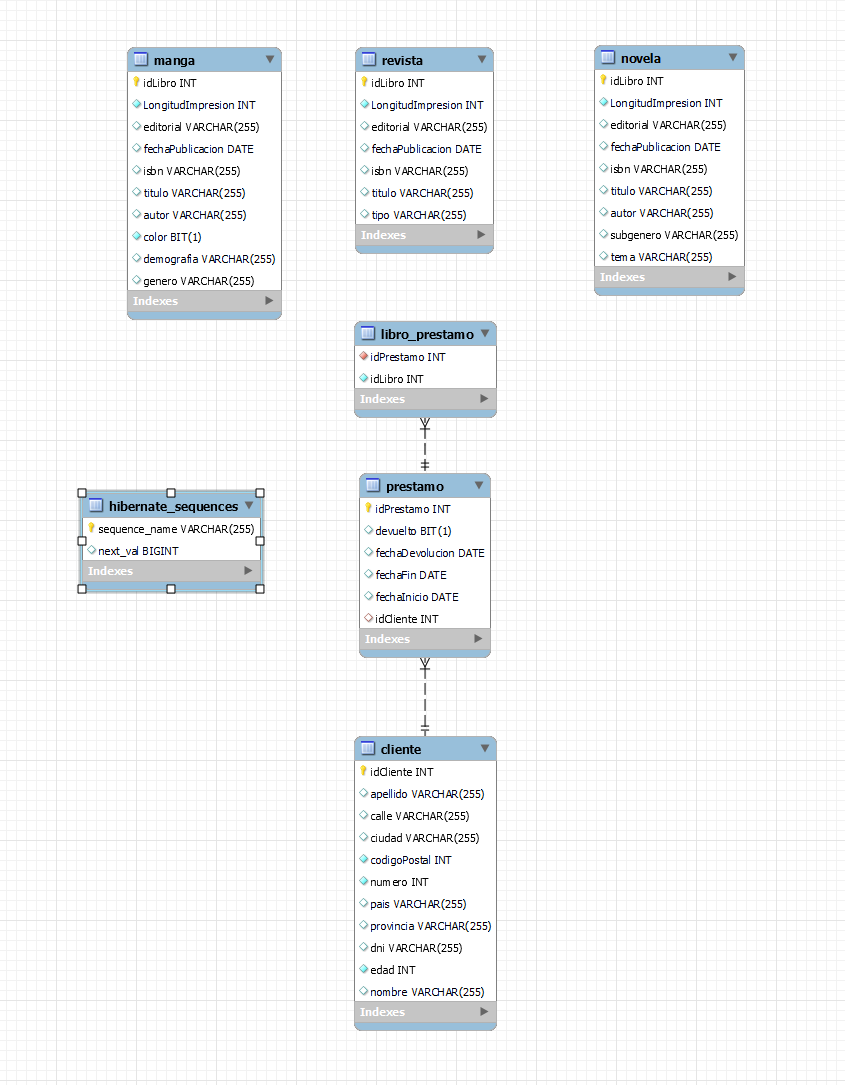 manga
idLibro INT
LongitudImpresion INT
editorial VARCHAR(255)
fechaPublicacion DATE
isbn VARCHAR(255)
titulo VARCHAR(255)
autor VARCHAR(255)
color BIT(1)
demografia VARCHAR(255)
genero VARCHAR(255)
Indexes
revista
idLibro INT
LongitudImpresion INT
editorial VARCHAR(255)
fechaPublicacion DATE
isbn VARCHAR(255)
titulo VARCHAR(255)
tipo VARCHAR(255)
Indexes
novela
idLibro INT
LongitudImpresion INT
editorial VARCHAR(255)
fechaPublicacion DATE
isbn VARCHAR(255)
titulo VARCHAR(255)
autor VARCHAR(255)
subgenero VARCHAR(255)
tema VARCHAR(255)
Indexes
libro_prestamo
idPrestamo INT
idLibro INT
Indexes
hibernate_sequences
sequence_name VARCHAR(255)
next_val BIGINT
Indexes
prestamo
idPrestamo INT
devuelto BIT(1)
fechaDevolucion DATE
fechaFin DATE
fechaInicio DATE
idCliente INT
Indexes
cliente
idCliente INT
apellido VARCHAR(255)
calle VARCHAR(255)
ciudad VARCHAR(255)
codigoPostal INT
numero INT
pais VARCHAR(255)
provincia VARCHAR(255)
dni VARCHAR(255)
edad INT
nombre VARCHAR(255)
Indexes